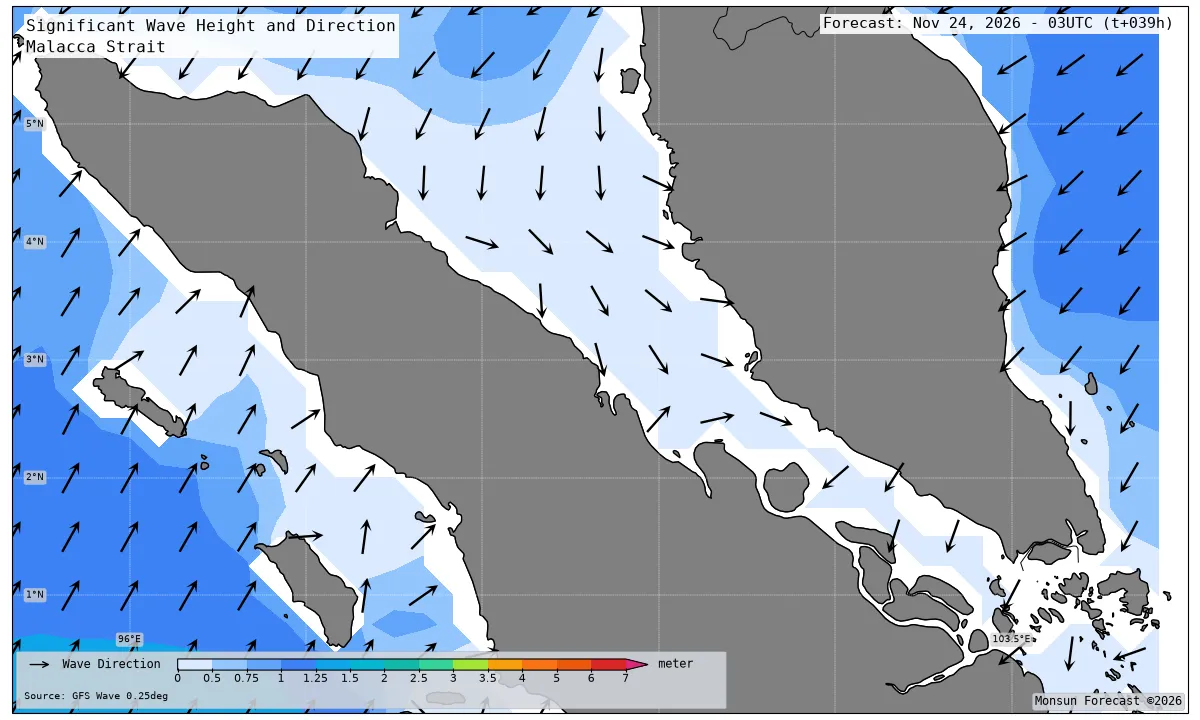 Significant Wave Height and Direction
Malacca Strait
Forecast: Nov 24, 2026 - 03UTC (t+039h)
5°N
4°N
3°N
2°N
1°N
96°E
103.5°E
Wave Direction
meter
0 0.5 0.75 1 1.25 1.5 2 2.5 3 3.5 4 5 6 7
Source: GFS Wave 0.25deg
Monsun Forecast ©2026